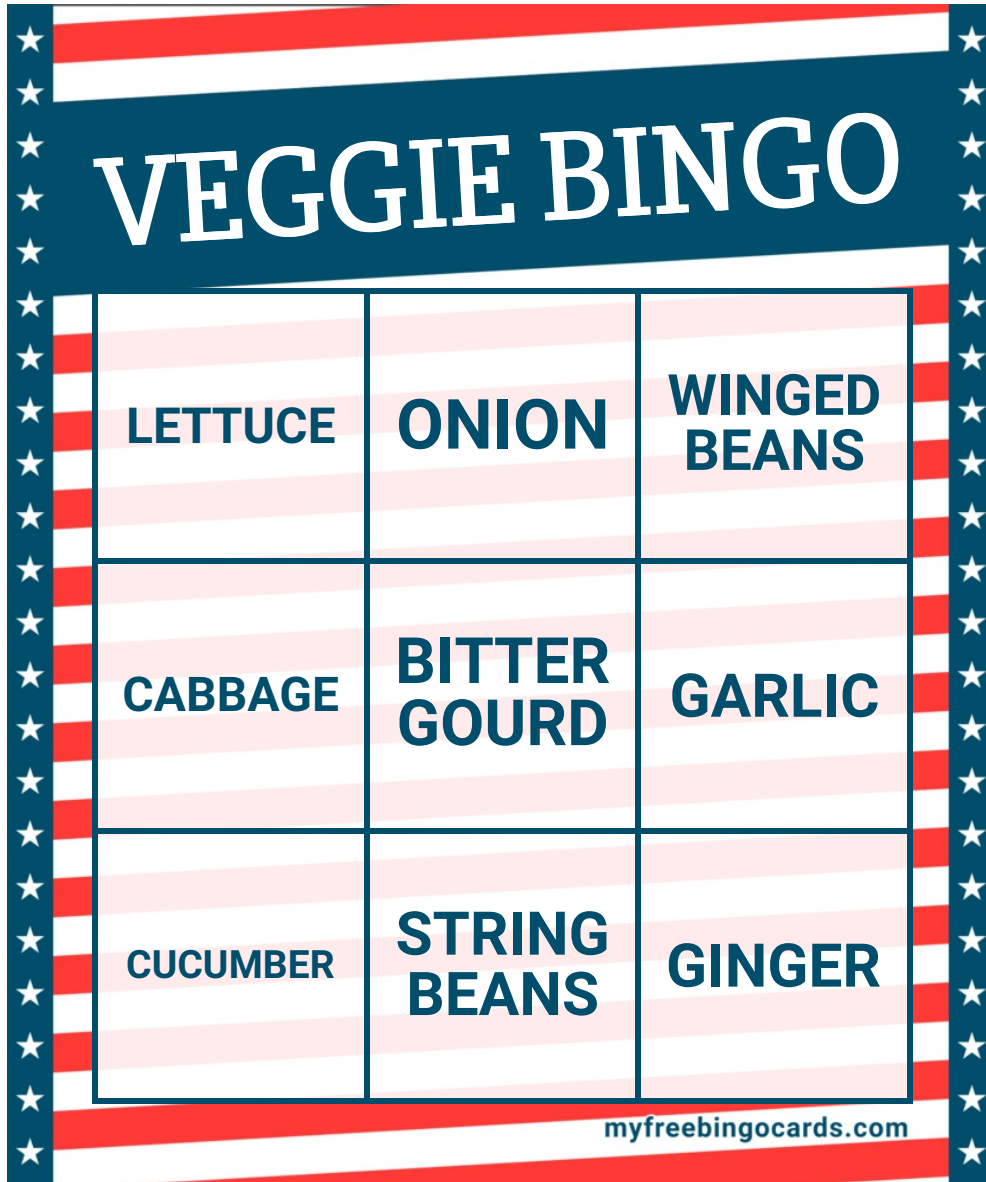 VEGGIE BINGO
LETTUCE
ONION
WINGED
BEANS
CABBAGE
BITTER
GOURD
GARLIC
CUCUMBER
STRING
BEANS
GINGER
myfreebingocards.com